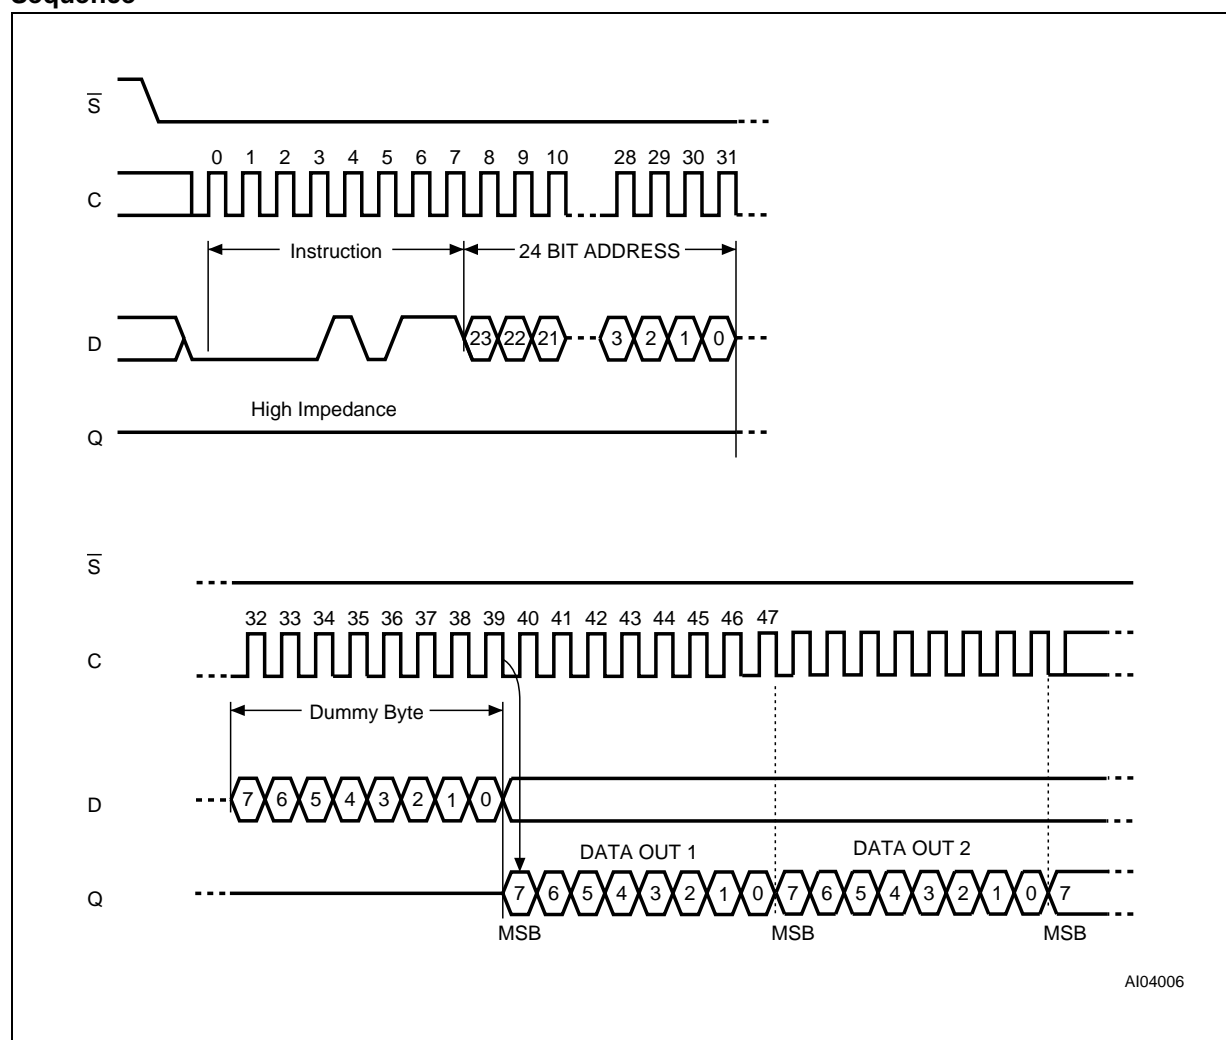 Sequence
S
0 1 2 3 4 5 6 7 8 9 10 28 29 30 31
C
Instruction 24 BIT ADDRESS
D 23 22 21 3 2 1 0
High Impedance
Q
S
32 33 34 35 36 37 38 39 40 41 42 43 44 45 46 47
C
Dummy Byte
D 7 6 5 4 3 2 1 0
DATA OUT 1 DATA OUT 2
Q 7 6 5 4 3 2 1 0 7 6 5 4 3 2 1 0 7
MSB MSB MSB
AI04006